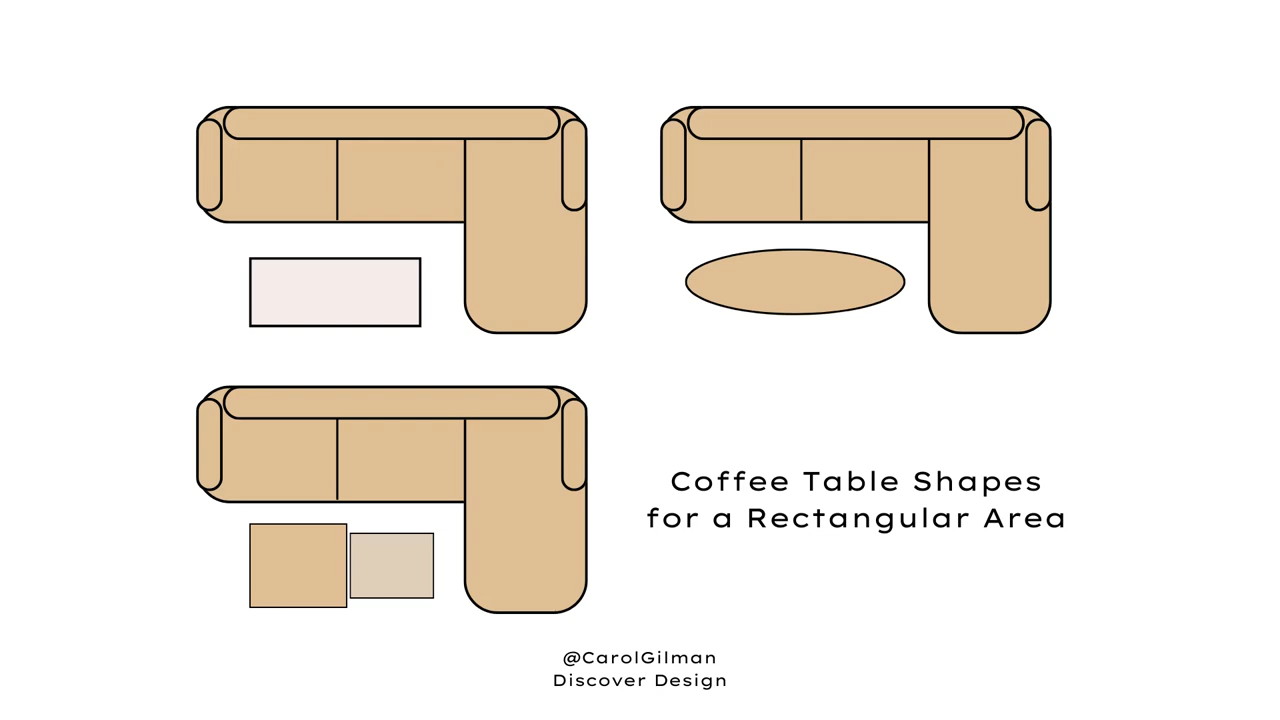 Coffee Table Shapes
for a Rectangular Area
@CarolGilman
Discover Design